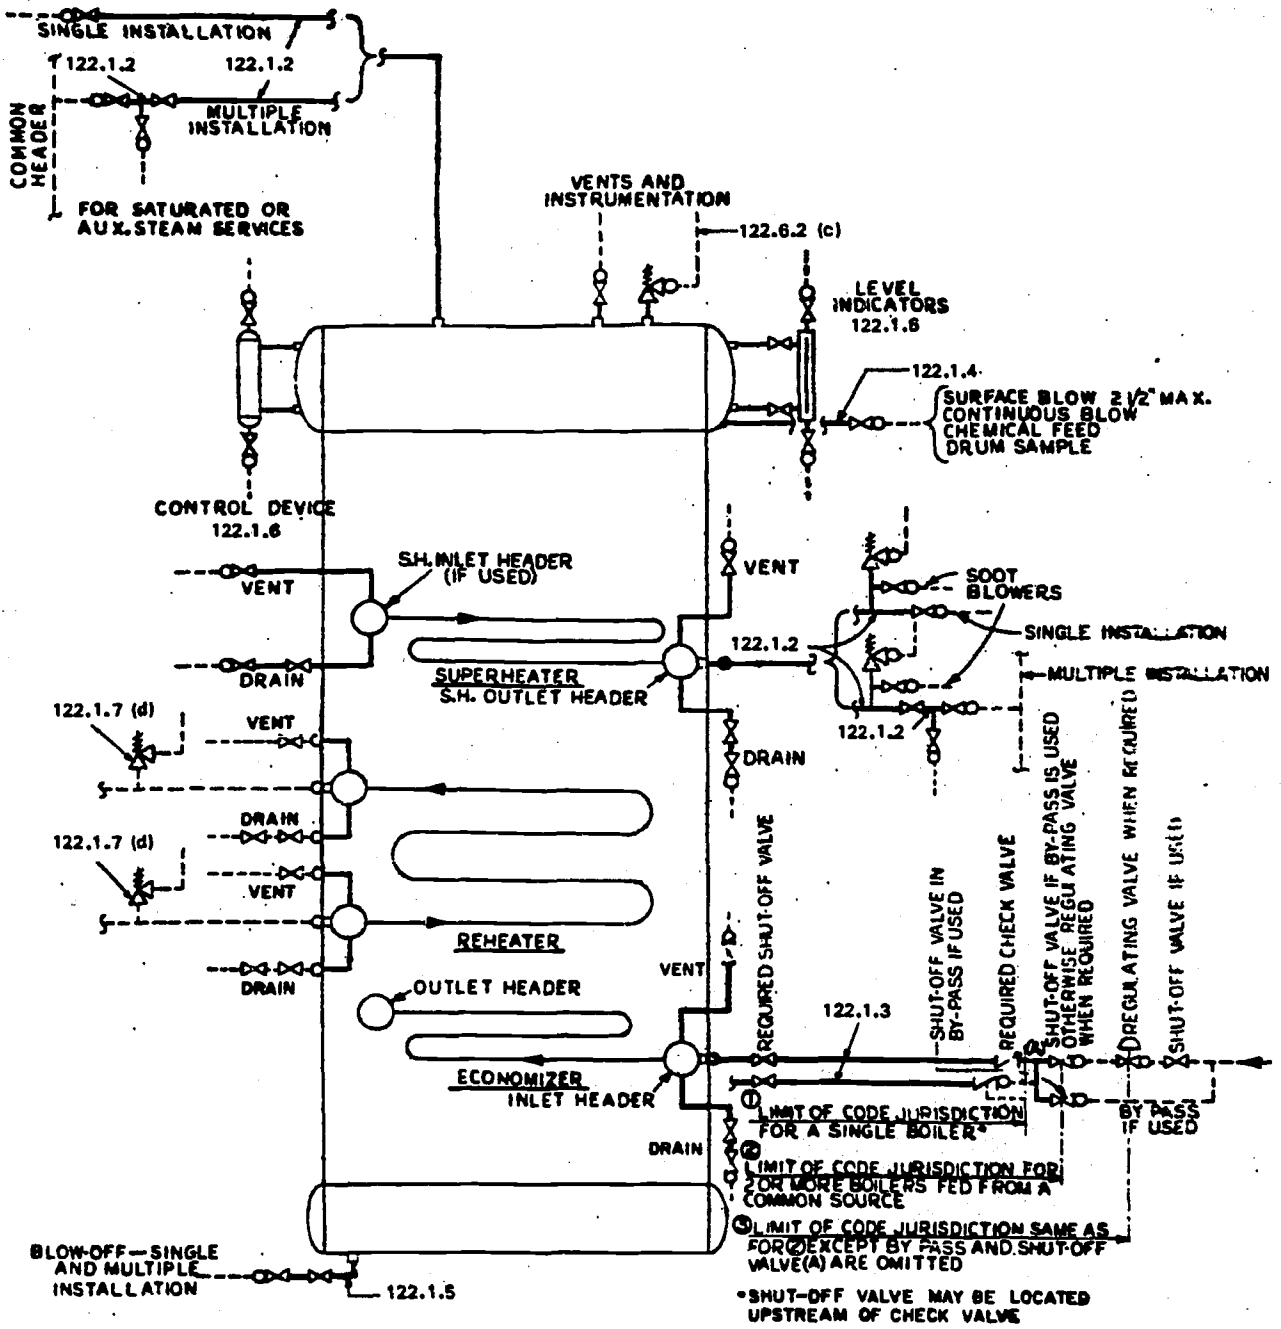 SINGLE INSTALLATION
122.1.2
122.1.2
MULTIPLE
INSTALLATION
COMMON
HEADER
FOR SATURATED OR
AUX. STEAM SERVICES
VENTS AND
INSTRUMENTATION
122.6.2 (c)
LEVEL
INDICATORS
122.1.6
122.1.4
SURFACE BLOW 2 1/2" MAX.
CONTINUOUS BLOW
CHEMICAL FEED
DRUM SAMPLE
CONTROL DEVICE
122.1.6
S.H. INLET HEADER
(IF USED)
VENT
DRAIN
SUPERHEATER
S.H. OUTLET HEADER
VENT
DRAIN
122.1.2
SOOT
BLOWERS
SINGLE INSTALLATION
MULTIPLE INSTALLATION
122.1.2
122.1.7 (d)
VENT
DRAIN
122.1.7 (d)
VENT
DRAIN
REHEATER
OUTLET HEADER
ECONOMIZER
INLET HEADER
VENT
DRAIN
122.1.3
REQUIRED SHUT-OFF VALVE
SHUT-OFF VALVE IN
BY-PASS IF USED
REQUIRED CHECK VALVE
SHUT-OFF VALVE IF BY-PASS IS USED
OTHERWISE REGULATING VALVE
WHEN REQUIRED
REGULATING VALVE WHEN REQUIRED
SHUT-OFF VALVE IF USED
BY PASS
IF USED
① LIMIT OF CODE JURISDICTION
FOR A SINGLE BOILER*
② LIMIT OF CODE JURISDICTION FOR
2 OR MORE BOILERS FED FROM A
COMMON SOURCE
③ LIMIT OF CODE JURISDICTION SAME AS
FOR ② EXCEPT BY PASS AND SHUT-OFF
VALVE (A) ARE OMITTED
*SHUT-OFF VALVE MAY BE LOCATED
UPSTREAM OF CHECK VALVE
BLOW-OFF—SINGLE
AND MULTIPLE
INSTALLATION
122.1.5